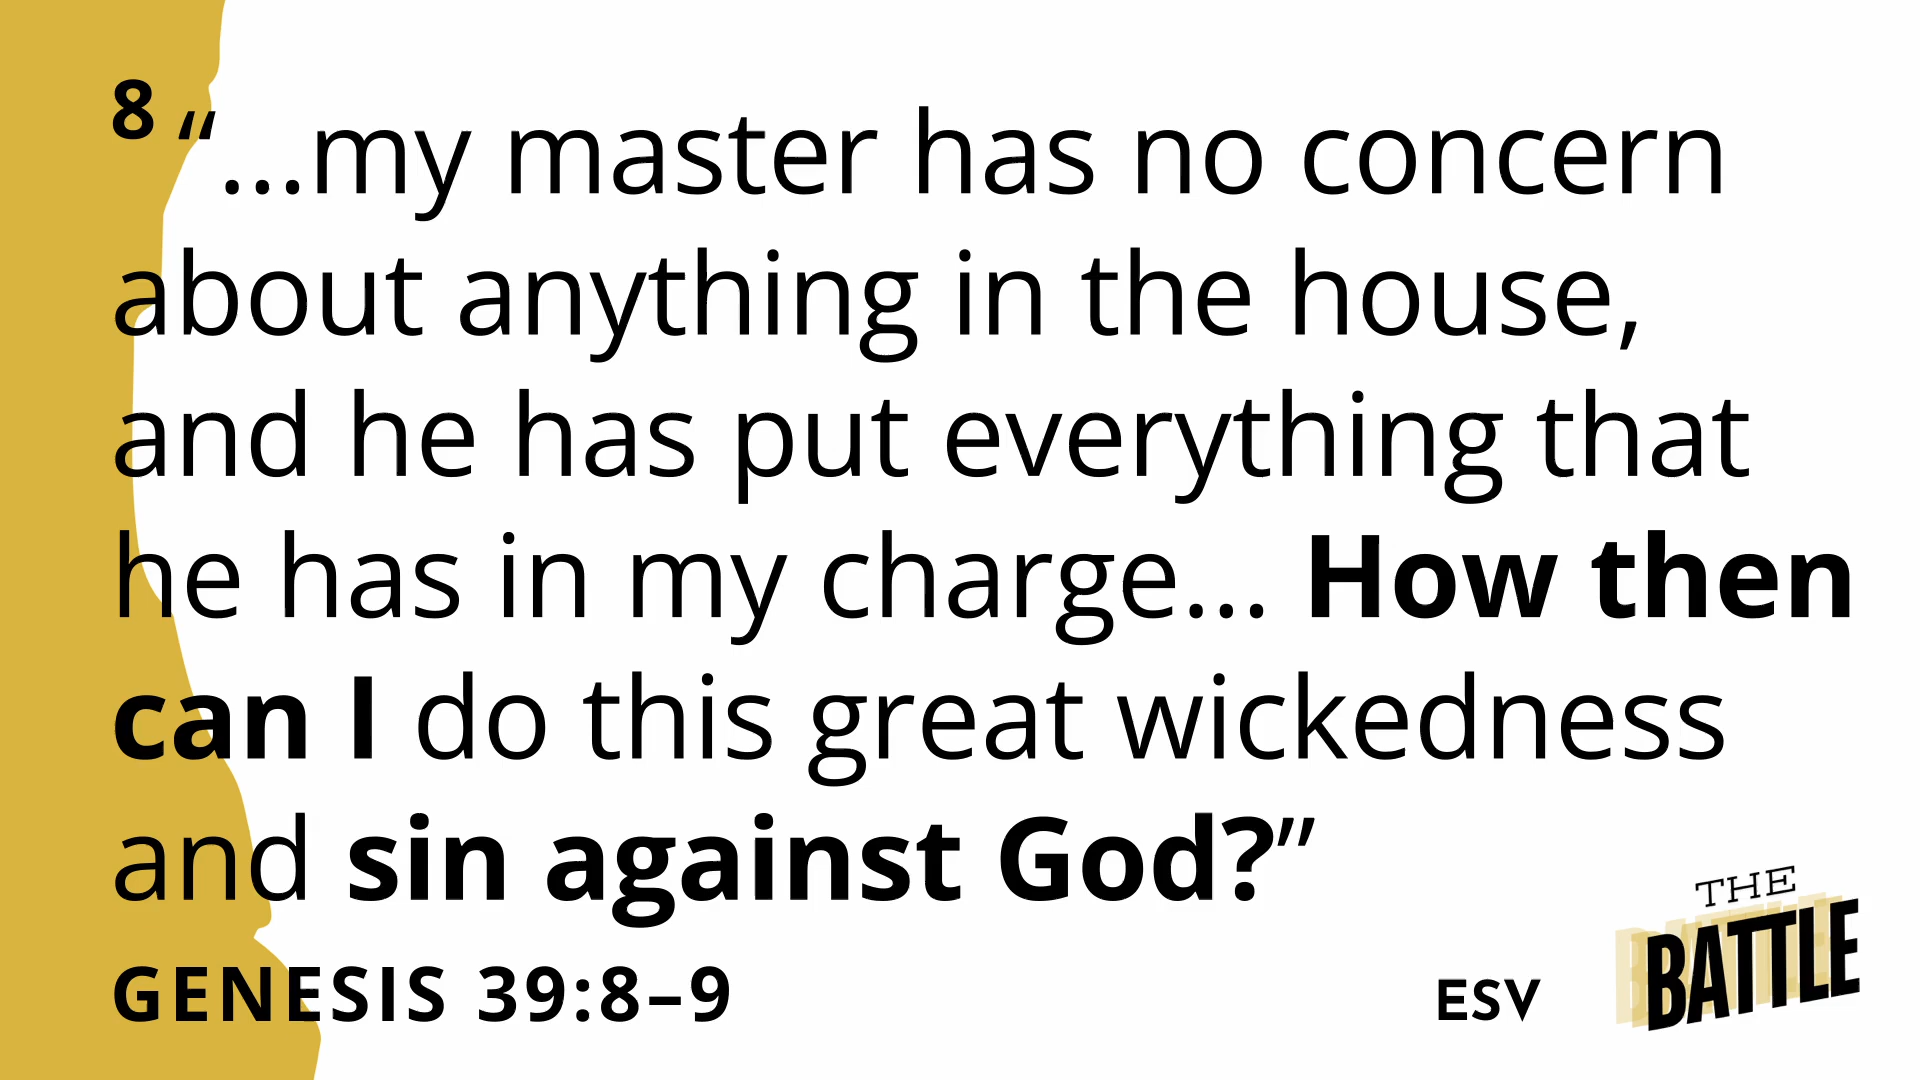 8 “…my master has no concern
about anything in the house,
and he has put everything that
he has in my charge… How then
can I do this great wickedness
and sin against God?”
GENESIS 39:8–9
ESV
THE
BATTLE